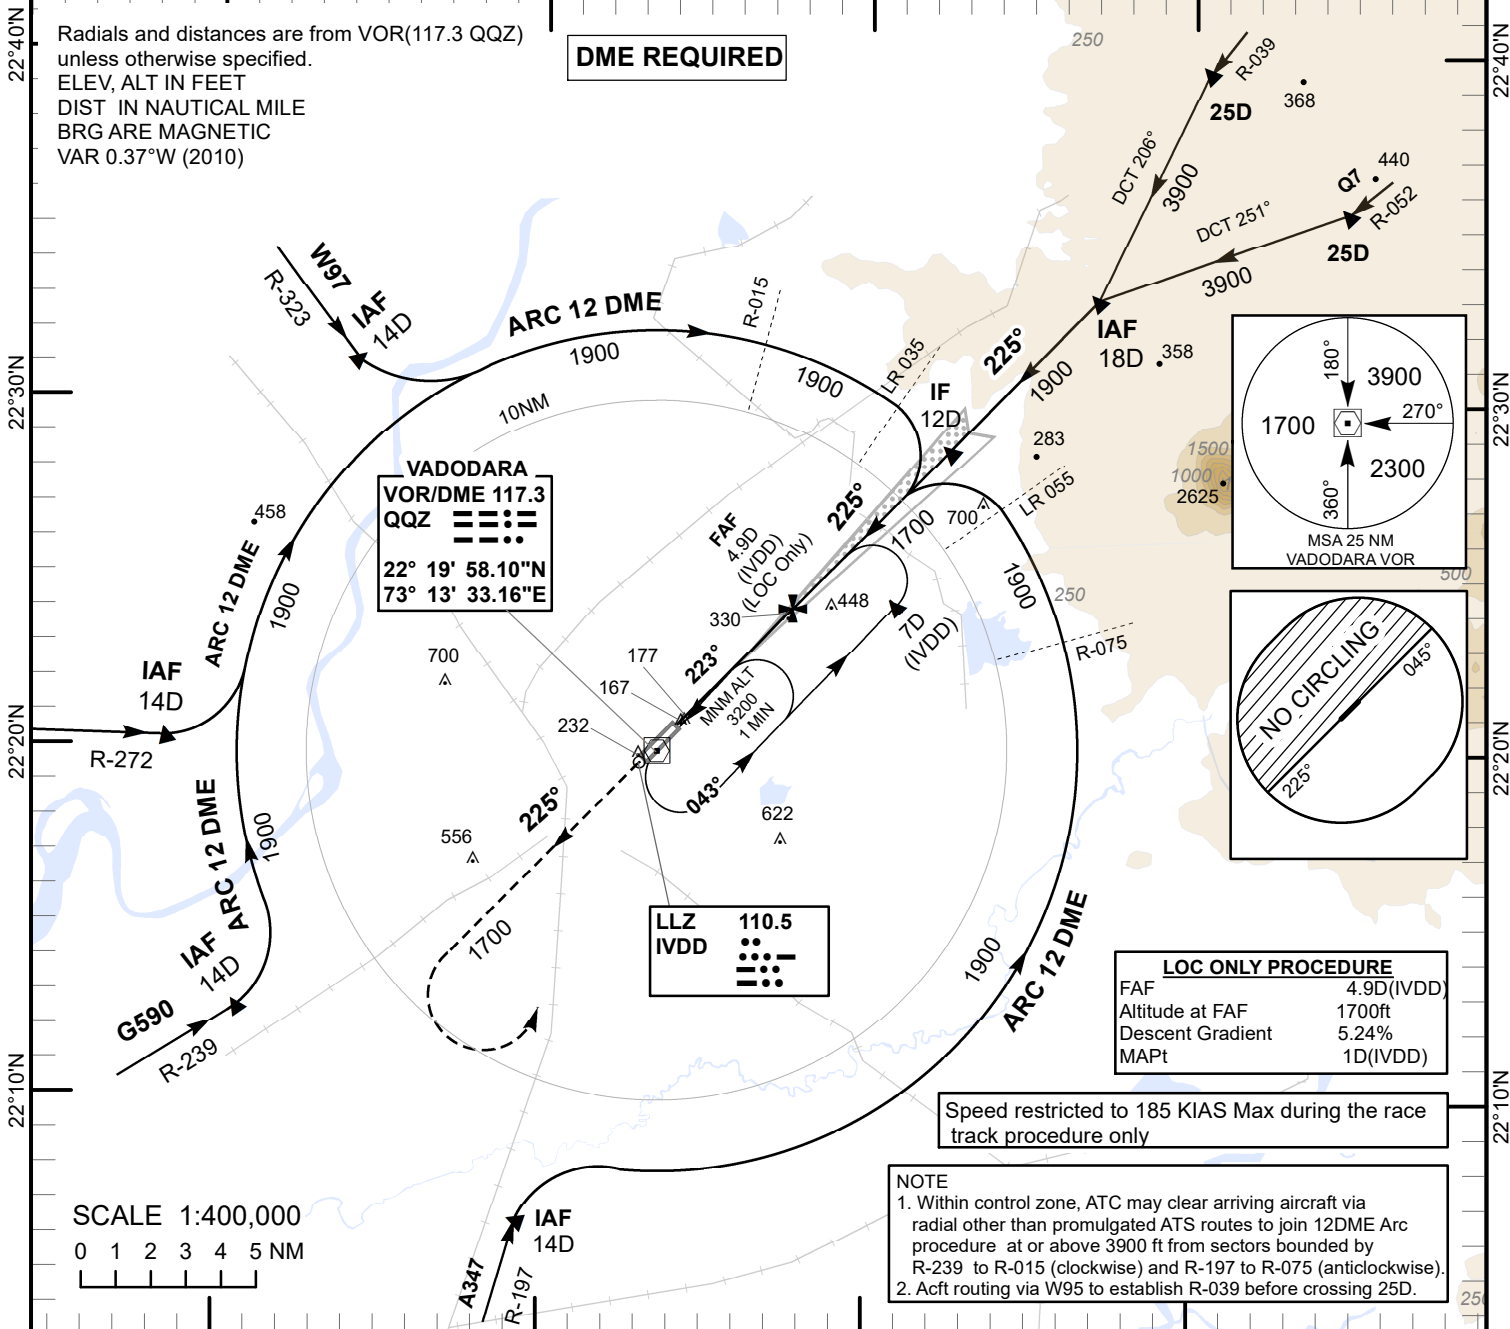 Radials and distances are from VOR(117.3 QQZ)
unless otherwise specified.
ELEV, ALT IN FEET
DIST IN NAUTICAL MILE
BRG ARE MAGNETIC
VAR 0.37°W (2010)
DME REQUIRED
22°40'N
22°30'N
22°20'N
22°10'N
22°40'N
22°30'N
22°20'N
22°10'N
250
R-039
25D
368
DCT 206°
3900
Q7
440
R-052
DCT 251°
25D
3900
IAF
18D
358
225°
1900
W97
R-323
IAF
14D
ARC 12 DME
1900
R-015
1900
LR 035
IF
12D
10NM
283
1500
1000
2625
LR 055
700
3900
1700
2300
180°
270°
360°
MSA 25 NM
VADODARA VOR
500
VADODARA
VOR/DME 117.3
QQZ
22° 19' 58.10"N
73° 13' 33.16"E
458
ARC 12 DME
1900
225°
1700
FAF
4.9D
(IVDD)
(LOC Only)
330
448
7D
(IVDD)
1900
250
R-075
NO CIRCLING
045°
225°
IAF
14D
R-272
700
177
167
232
223°
MNM ALT
3200
1 MIN
043°
622
225°
556
1700
ARC 12 DME
1900
IAF
14D
G590
R-239
LLZ 110.5
IVDD
1900
ARC 12 DME
LOC ONLY PROCEDURE
FAF 4.9D(IVDD)
Altitude at FAF 1700ft
Descent Gradient 5.24%
MAPt 1D(IVDD)
Speed restricted to 185 KIAS Max during the race
track procedure only
NOTE
1. Within control zone, ATC may clear arriving aircraft via
radial other than promulgated ATS routes to join 12DME Arc
procedure at or above 3900 ft from sectors bounded by
R-239 to R-015 (clockwise) and R-197 to R-075 (anticlockwise).
2. Acft routing via W95 to establish R-039 before crossing 25D.
SCALE 1:400,000
0 1 2 3 4 5 NM
IAF
14D
A347
R-197